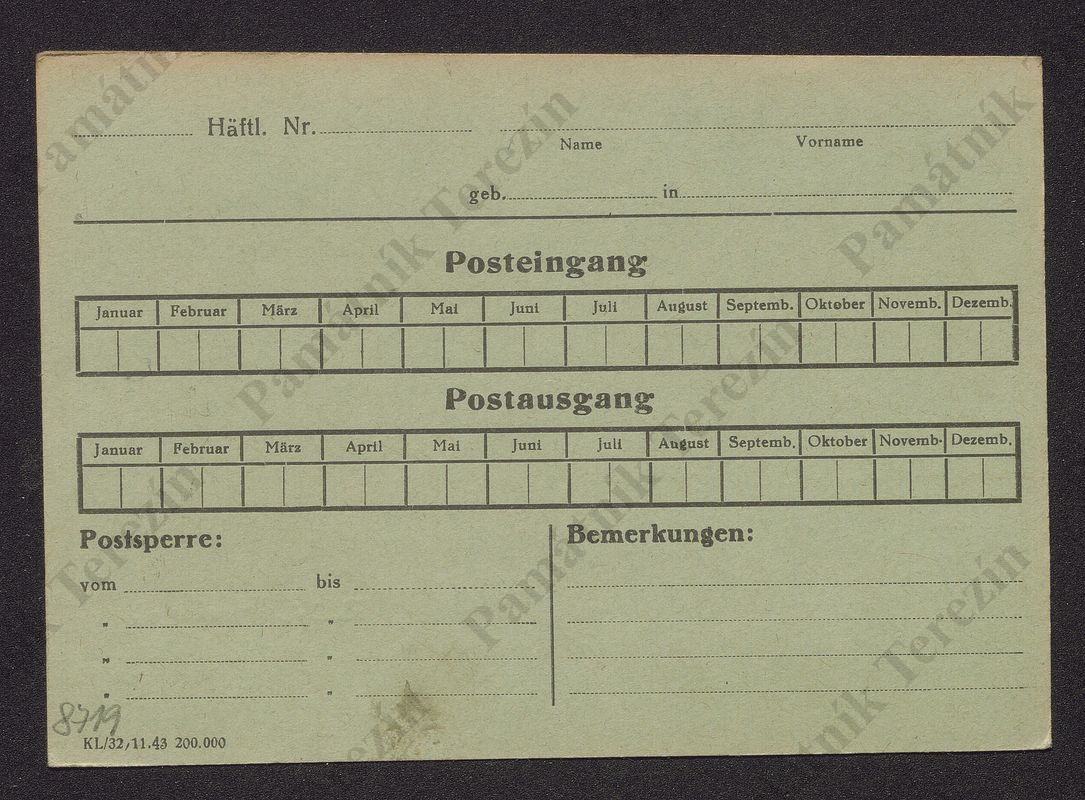 Häftl. Nr.
Name Vorname
geb. in
Posteingang
Januar Februar März April Mai Juni Juli August Septemb. Oktober Novemb. Dezemb.
Postausgang
Januar Februar März April Mai Juni Juli August Septemb. Oktober Novemb. Dezemb.
Postsperre: Bemerkungen:
vom bis
" "
" "
" "
8719
KL/32/11.43 200.000
Památník Terezín